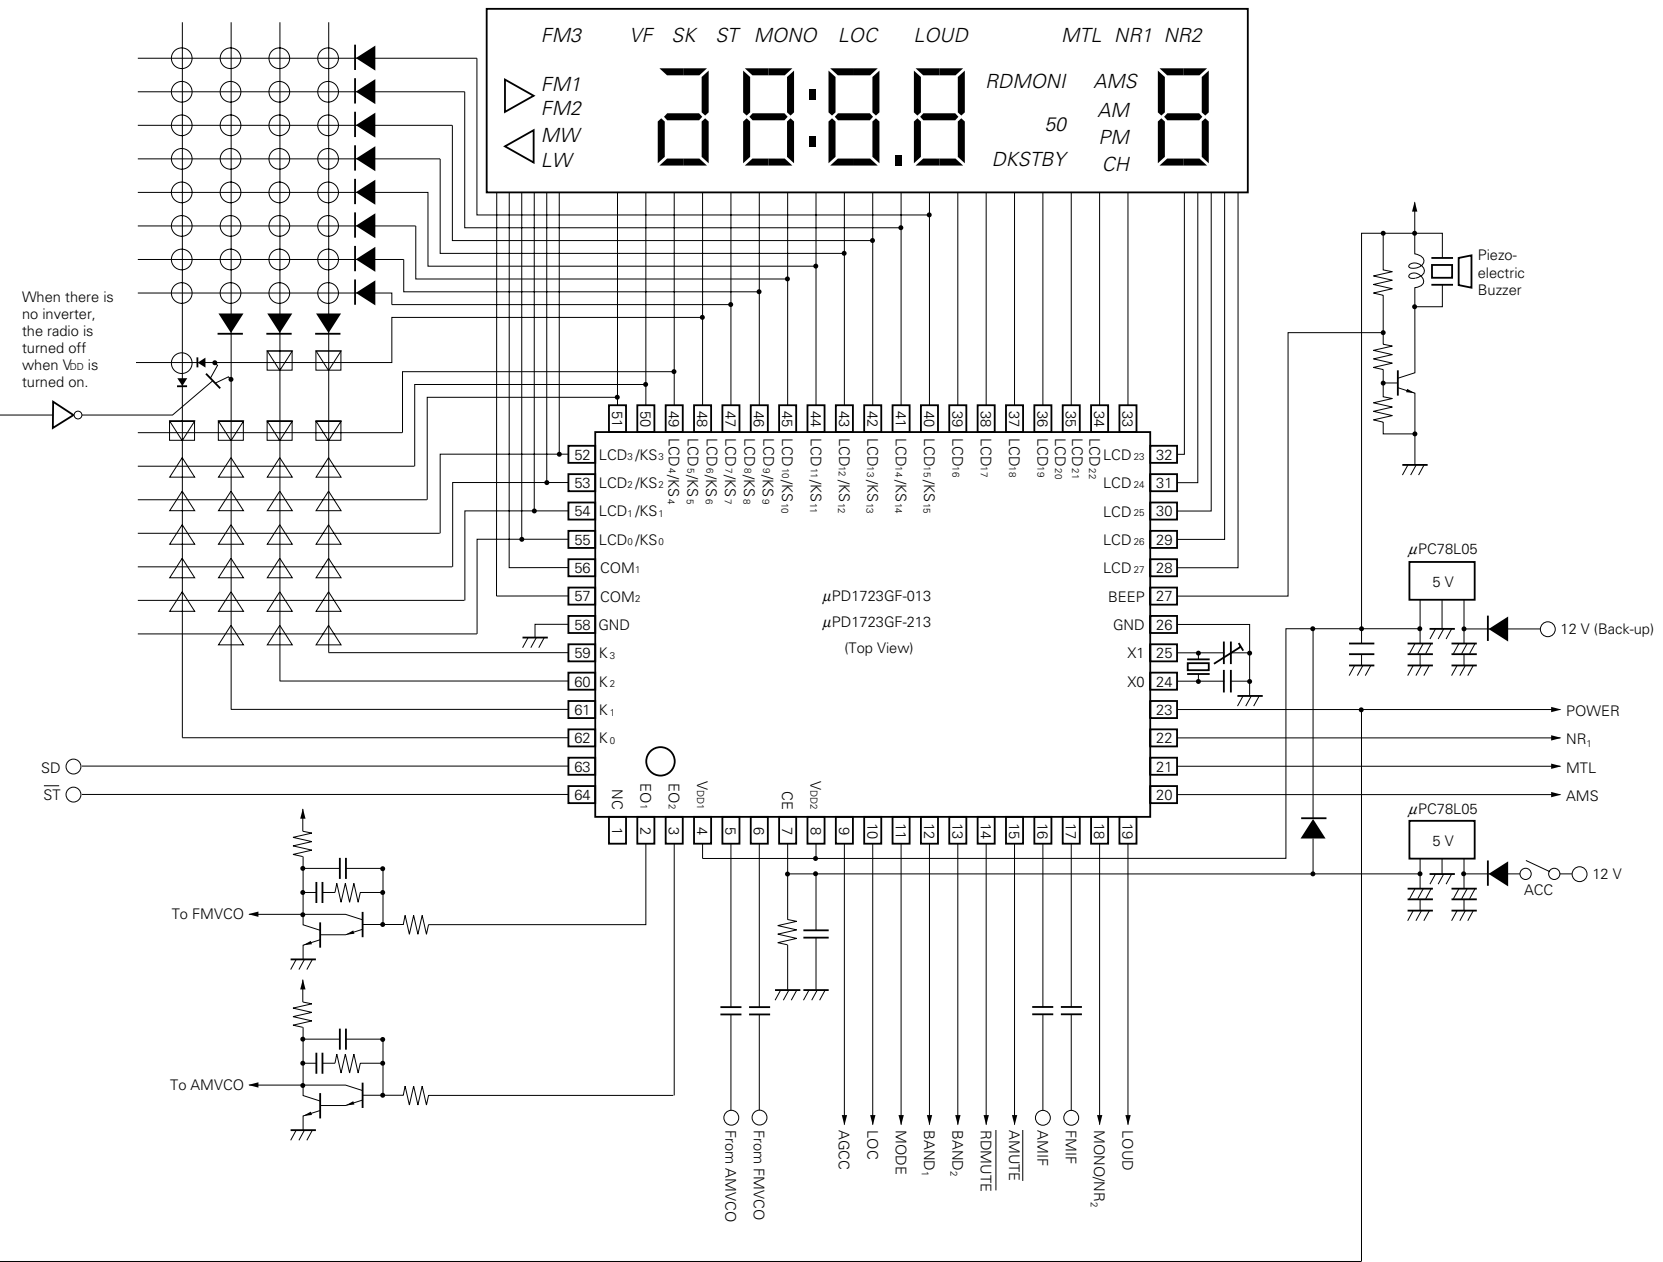 FM3 VF SK ST MONO LOC LOUD MTL NR1 NR2
FM1
FM2
MW
LW
RDMONI
50
DKSTBY
AMS
AM
PM
CH
When there is
no inverter,
the radio is
turned off
when VDD is
turned on.
Piezo-
electric
Buzzer
51 50 49 48 47 46 45 44 43 42 41 40 39 38 37 36 35 34 33
LCD4/KS4
LCD5/KS5
LCD6/KS6
LCD7/KS7
LCD8/KS8
LCD9/KS9
LCD10/KS10
LCD11/KS11
LCD12/KS12
LCD13/KS13
LCD14/KS14
LCD15/KS15
LCD16
LCD17
LCD18
LCD19
LCD20
LCD21
LCD22
52 LCD3/KS3
53 LCD2/KS2
54 LCD1/KS1
55 LCD0/KS0
56 COM1
57 COM2
58 GND
59 K3
60 K2
61 K1
62 K0
SD 63
ST 64
LCD23 32
LCD24 31
LCD25 30
LCD26 29
LCD27 28
BEEP 27
GND 26
X1 25
X0 24
23 POWER
22 NR1
21 MTL
20 AMS
μPD1723GF-013
μPD1723GF-213
(Top View)
μPC78L05
5 V
12 V (Back-up)
μPC78L05
5 V
ACC
12 V
NC
EO1
EO2
VDD1
CE
VDD2
1 2 3 4 5 6 7 8 9 10 11 12 13 14 15 16 17 18 19
To FMVCO
To AMVCO
From AMVCO
From FMVCO
AGCC
LOC
MODE
BAND1
BAND2
RDMUTE
AMUTE
AMIF
FMIF
MONO/NR2
LOUD